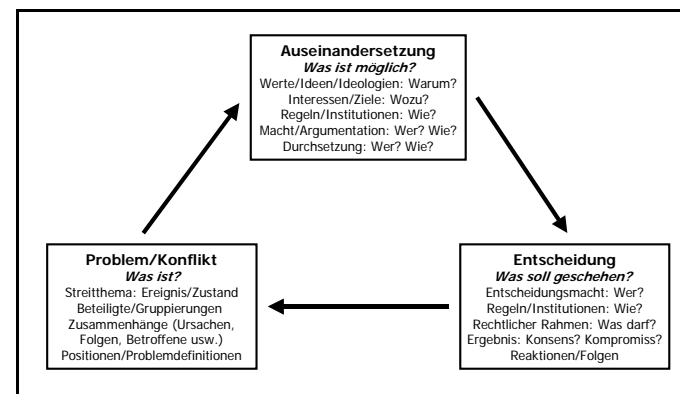 Auseinandersetzung
Was ist möglich?
Werte/Ideen/Ideologien: Warum?
Interessen/Ziele: Wozu?
Regeln/Institutionen: Wie?
Macht/Argumentation: Wer? Wie?
Durchsetzung: Wer? Wie?
Problem/Konflikt
Was ist?
Streitthema: Ereignis/Zustand
Beteiligte/Gruppierungen
Zusammenhänge (Ursachen,
Folgen, Betroffene usw.)
Positionen/Problemdefinitionen
Entscheidung
Was soll geschehen?
Entscheidungsmacht: Wer?
Regeln/Institutionen: Wie?
Rechtlicher Rahmen: Was darf?
Ergebnis: Konsens? Kompromiss?
Reaktionen/Folgen